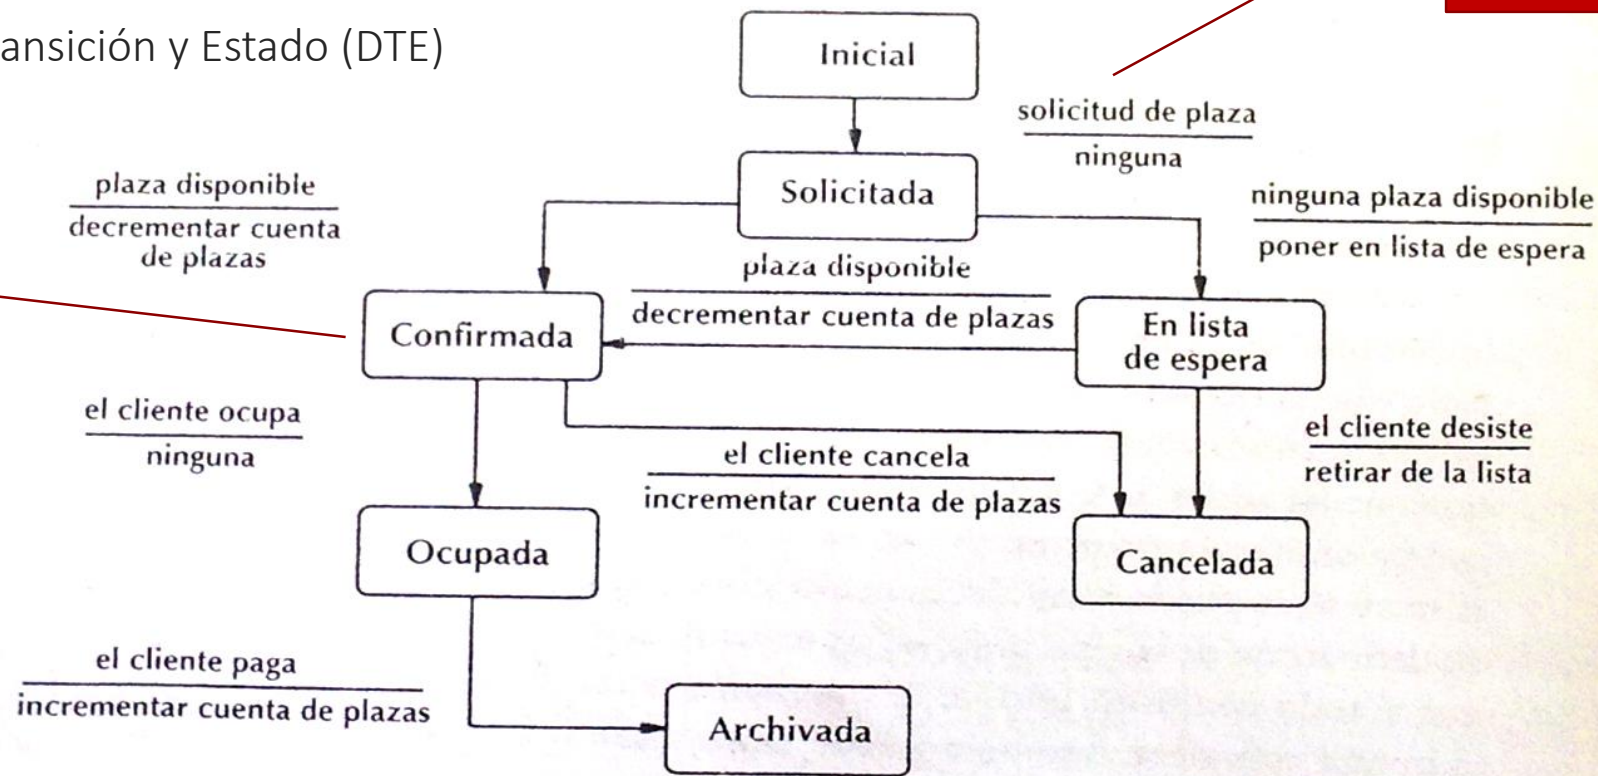 ansición y Estado (DTE)
Inicial
solicitud de plaza
ninguna
Solicitada
plaza disponible
decrementar cuenta
de plazas
ninguna plaza disponible
poner en lista de espera
plaza disponible
decrementar cuenta de plazas
Confirmada
En lista
de espera
el cliente ocupa
ninguna
el cliente cancela
incrementar cuenta de plazas
el cliente desiste
retirar de la lista
Ocupada
Cancelada
el cliente paga
incrementar cuenta de plazas
Archivada